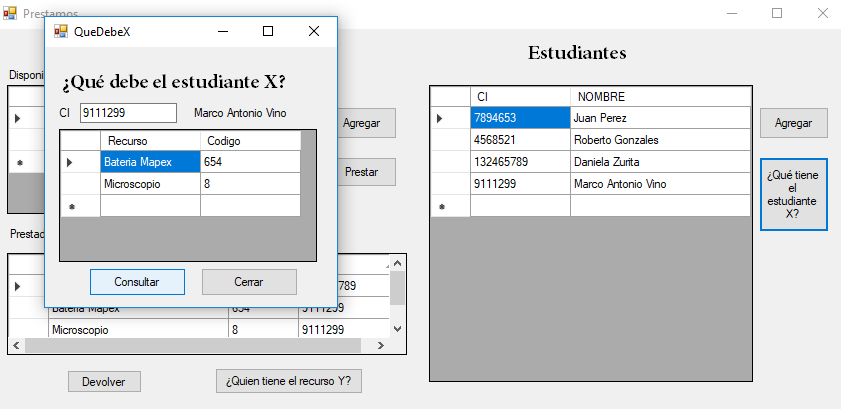 Prestamos
QueDebeX
¿Qué debe el estudiante X?
CI 9111299 Marco Antonio Vino
Recurso Codigo
Bateria Mapex 654
Microscopio 8
Consultar Cerrar
Agregar
Prestar
789
Bateria Mapex 654 9111299
Microscopio 8 9111299
Devolver
¿Quien tiene el recurso Y?
Estudiantes
CI NOMBRE
7894653 Juan Perez
4568521 Roberto Gonzales
132465789 Daniela Zurita
9111299 Marco Antonio Vino
Agregar
¿Qué tiene
el
estudiante
X?